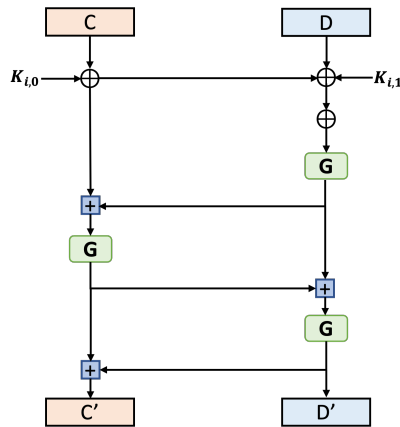 C
D
K_{i,0}
K_{i,1}
G
+
G
+
G
+
C’
D’